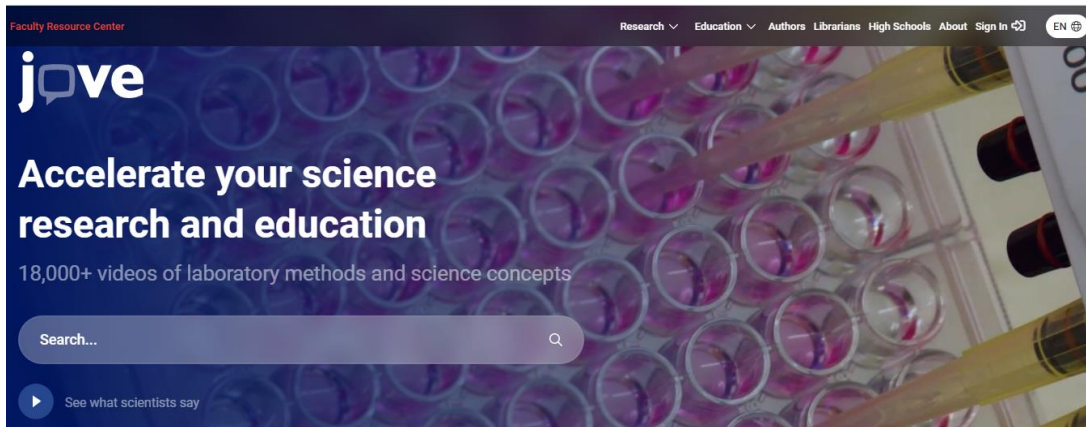 Faculty Resource Center
Research Education Authors Librarians High Schools About Sign In EN
jove
Accelerate your science
research and education
18,000+ videos of laboratory methods and science concepts
Search...
See what scientists say